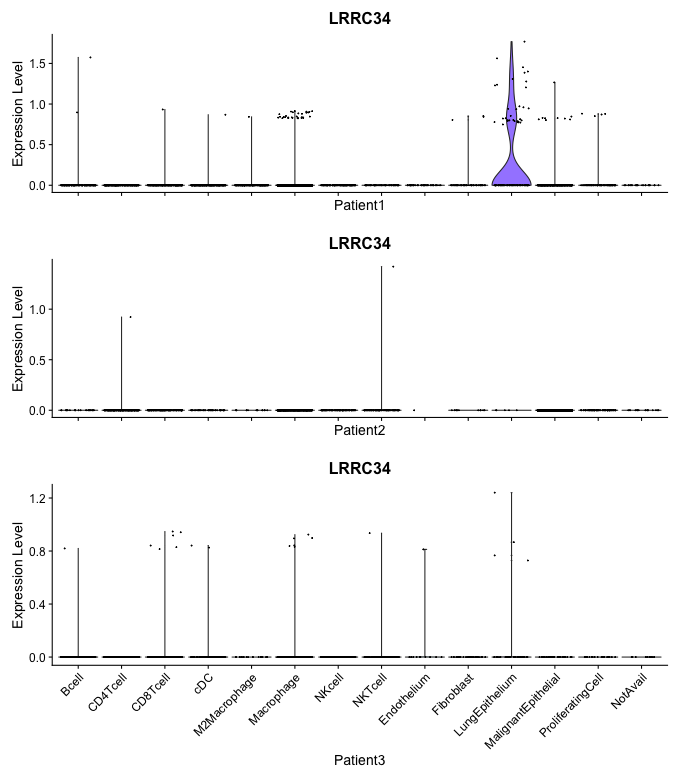 LRRC34
Expression Level
1.5
1.0
0.5
0.0
Patient1
LRRC34
Expression Level
1.0
0.5
0.0
Patient2
LRRC34
Expression Level
1.2
0.8
0.4
0.0
Bcell
CD4Tcell
CD8Tcell
cDC
M2Macrophage
Macrophage
NKcell
NKTcell
Endothelium
Fibroblast
LungEpithelium
MalignantEpithelial
ProliferatingCell
NotAvail
Patient3